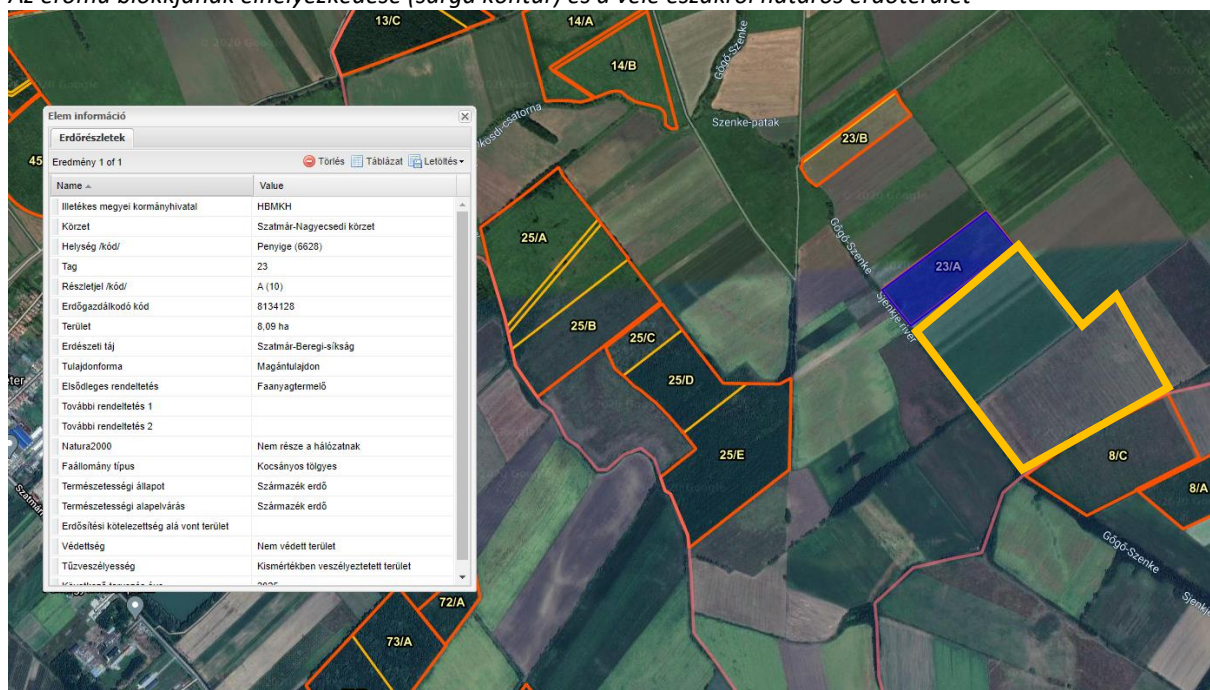 Az erőmű blokkjának elhelyezkedése (sárga kontúr) és a vele északról határos erdőterület
13/C
14/A
14/B
Gőgő-Szenke
Szenke-patak
23/B
45
Elem információ
Erdőrészletek
Eredmény 1 of 1 Törlés Táblázat Letöltés
Name Value
Illetékes megyei kormányhivatal HBMKH
Körzet Szatmár-Nagyecsedi körzet
Helység /kód/ Penyige (6628)
Tag 23
Részletjel /kód/ A (10)
Erdőgazdálkodó kód 8134128
Terület 8,09 ha
Erdészeti táj Szatmár-Beregi-síkság
Tulajdonforma Magántulajdon
Elsődleges rendeltetés Faanyagtermelő
További rendeltetés 1
További rendeltetés 2
Natura2000 Nem része a hálózatnak
Faállomány típus Kocsányos tölgyes
Természetességi állapot Származék erdő
Természetességi alapelvárás Származék erdő
Erdősítési kötelezettség alá vont terület
Védettség Nem védett terület
Tűzveszélyesség Kismértékben veszélyeztetett terület
25/A
Gőgő-Szenke
23/A
Sjenkje river
25/B
25/C
25/D
25/E
8/C
8/A
Gőgő-Szenke
72/A
73/A